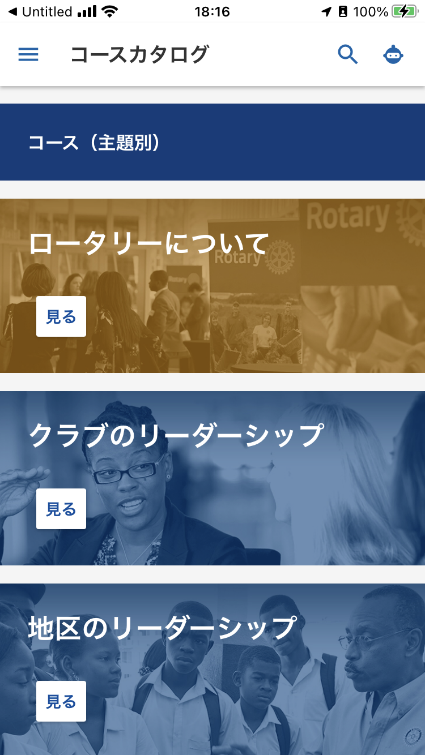 Untitled 18:16 100%
コースカタログ
コース（主題別）
Rotary
ロータリーについて
Rotary
見る
クラブのリーダーシップ
見る
地区のリーダーシップ
見る